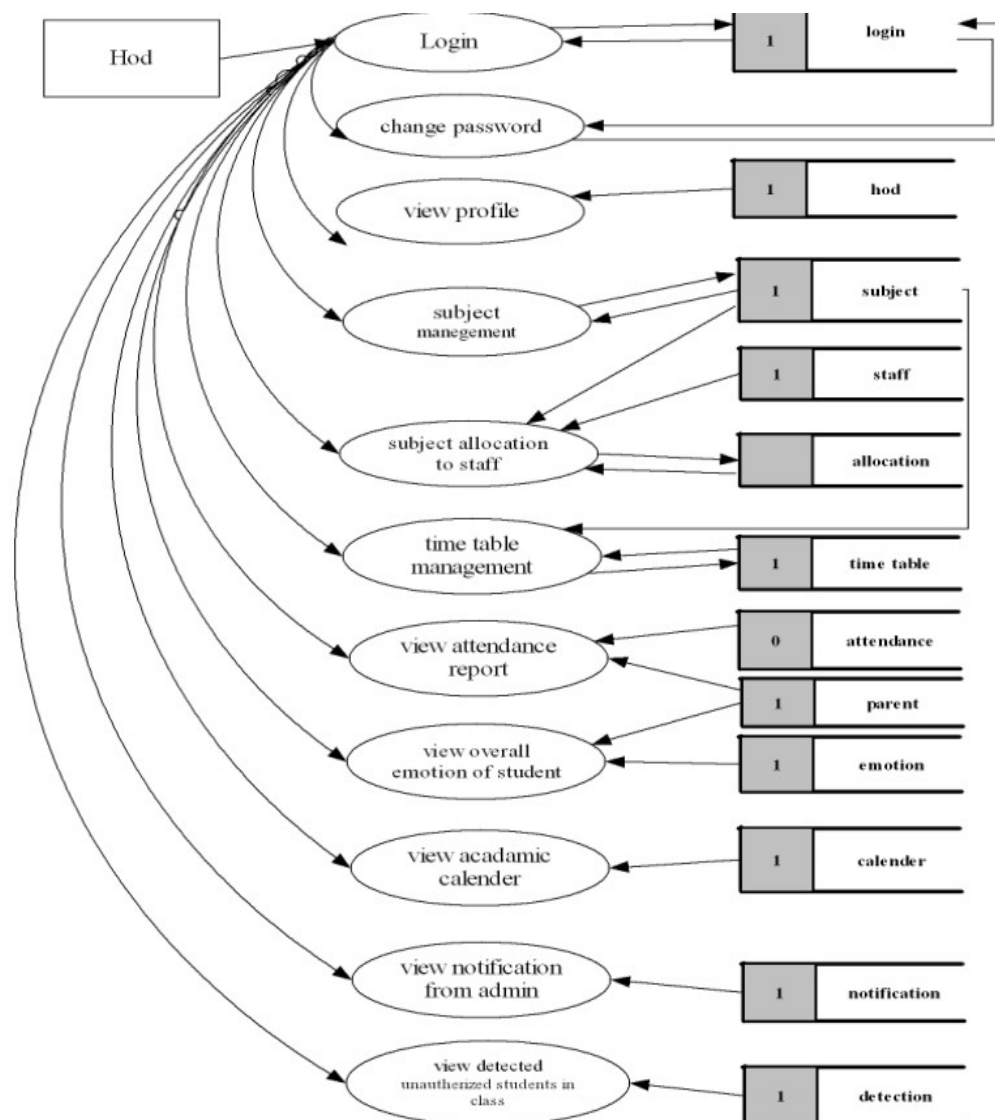 Hod
Login
1 login
change password
view profile
1 hod
subject
manegement
1 subject
1 staff
subject allocation
to staff
allocation
time table
management
1 time table
view attendance
report
0 attendance
1 parent
view overall
emotion of student
1 emotion
view acadamic
calender
1 calender
view notification
from admin
1 notification
view detected
unautherized students in
class
1 detection